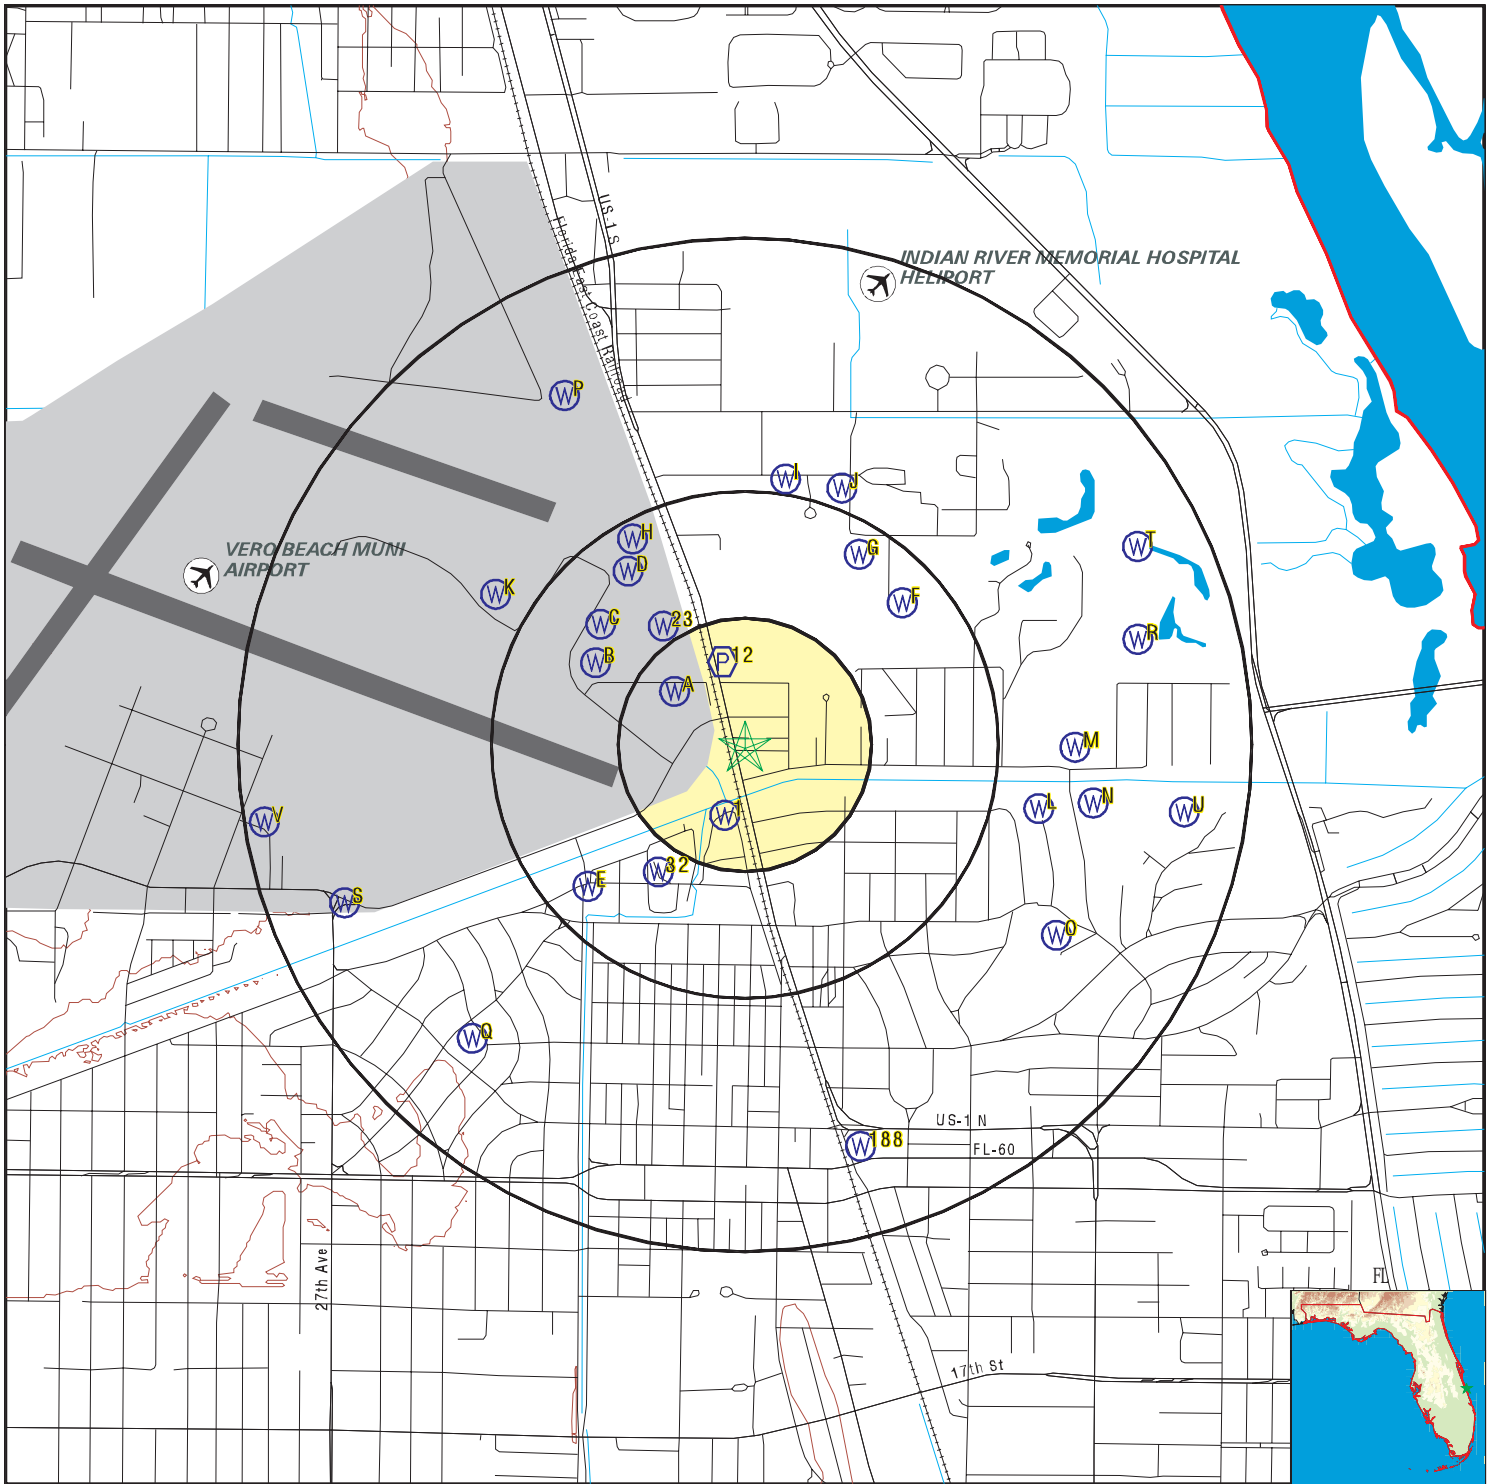 US-1 S
INDIAN RIVER MEMORIAL HOSPITAL
HELIPORT
Florida East Coast Railroad
W P
W I
W J
W H
VERO BEACH MUNI
AIRPORT
W D
W G
W T
W K
W F
W C
W 23
W R
W B
P 12
W A
W M
W L
W N
W U
W 1
W V
W 32
W E
W S
W O
W Q
US-1 N
W 188
FL-60
27th Ave
FL
17th St